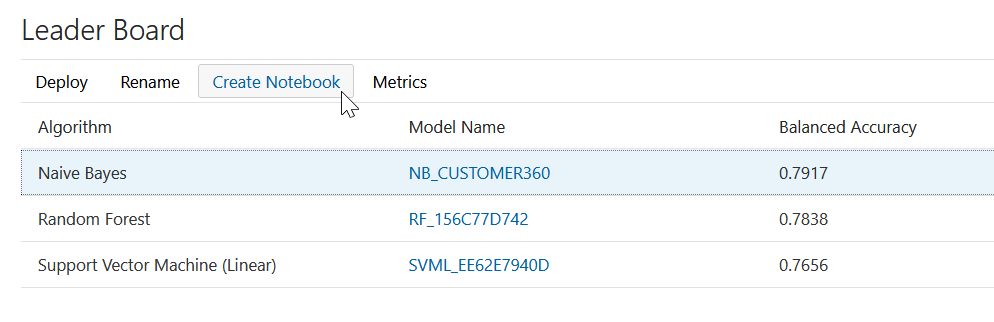 Leader Board
Deploy Rename Create Notebook Metrics
Algorithm Model Name Balanced Accuracy
Naive Bayes NB_CUSTOMER360 0.7917
Random Forest RF_156C77D742 0.7838
Support Vector Machine (Linear) SVML_EE62E7940D 0.7656